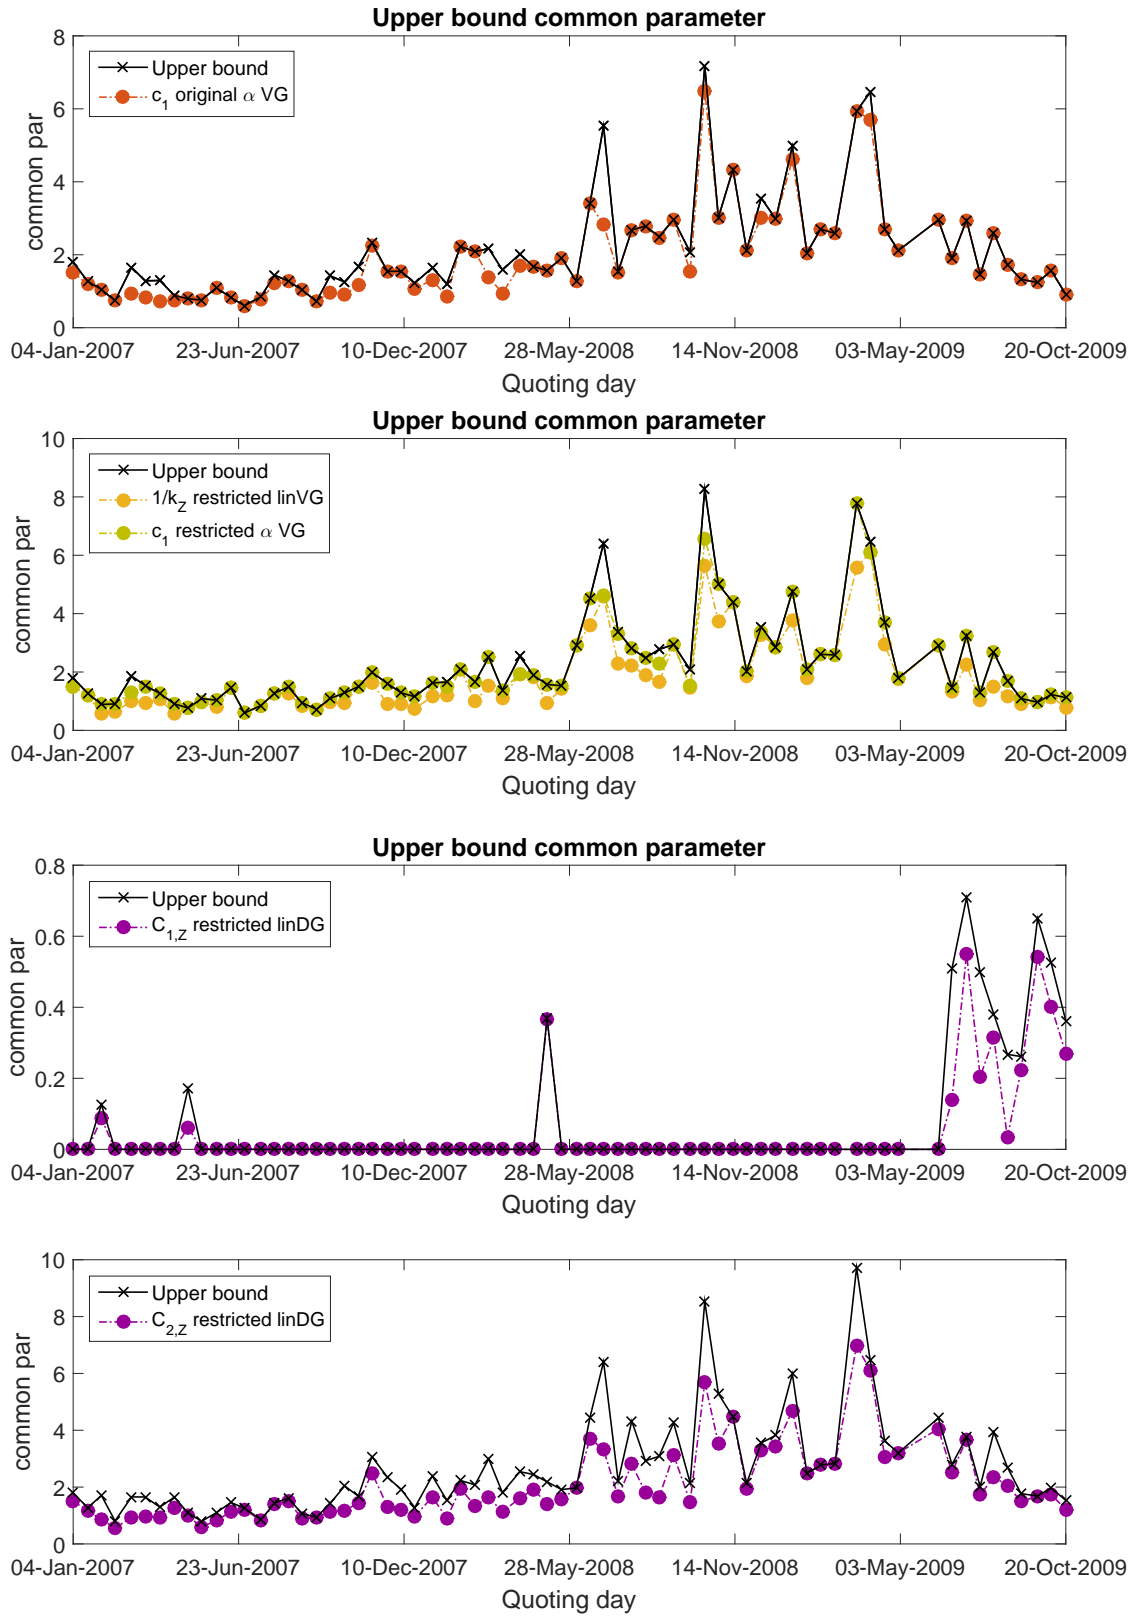 Upper bound common parameter
8
6
4
2
0
common par
Upper bound
c1 original α VG
04-Jan-2007 23-Jun-2007 10-Dec-2007 28-May-2008 14-Nov-2008 03-May-2009 20-Oct-2009
Quoting day
Upper bound common parameter
10
8
6
4
2
0
common par
Upper bound
1/kZ restricted linVG
c1 restricted α VG
04-Jan-2007 23-Jun-2007 10-Dec-2007 28-May-2008 14-Nov-2008 03-May-2009 20-Oct-2009
Quoting day
Upper bound common parameter
0.8
0.6
0.4
0.2
0
common par
Upper bound
C1,Z restricted linDG
04-Jan-2007 23-Jun-2007 10-Dec-2007 28-May-2008 14-Nov-2008 03-May-2009 20-Oct-2009
Quoting day
10
8
6
4
2
0
common par
Upper bound
C2,Z restricted linDG
04-Jan-2007 23-Jun-2007 10-Dec-2007 28-May-2008 14-Nov-2008 03-May-2009 20-Oct-2009
Quoting day